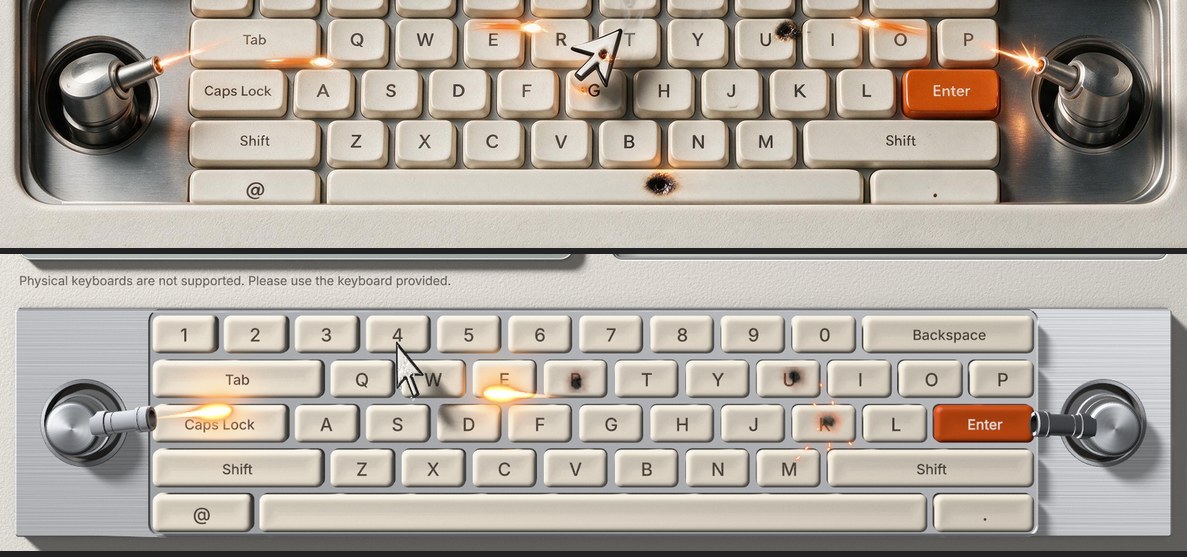 Tab Q W E R T Y U I O P
Caps Lock A S D F G H J K L Enter
Shift Z X C V B N M Shift
@ .
Physical keyboards are not supported. Please use the keyboard provided.
1 2 3 4 5 6 7 8 9 0 Backspace
Tab Q W E T Y U I O P
Caps Lock A S D F G H J K L Enter
Shift Z X C V B N M Shift
@ .